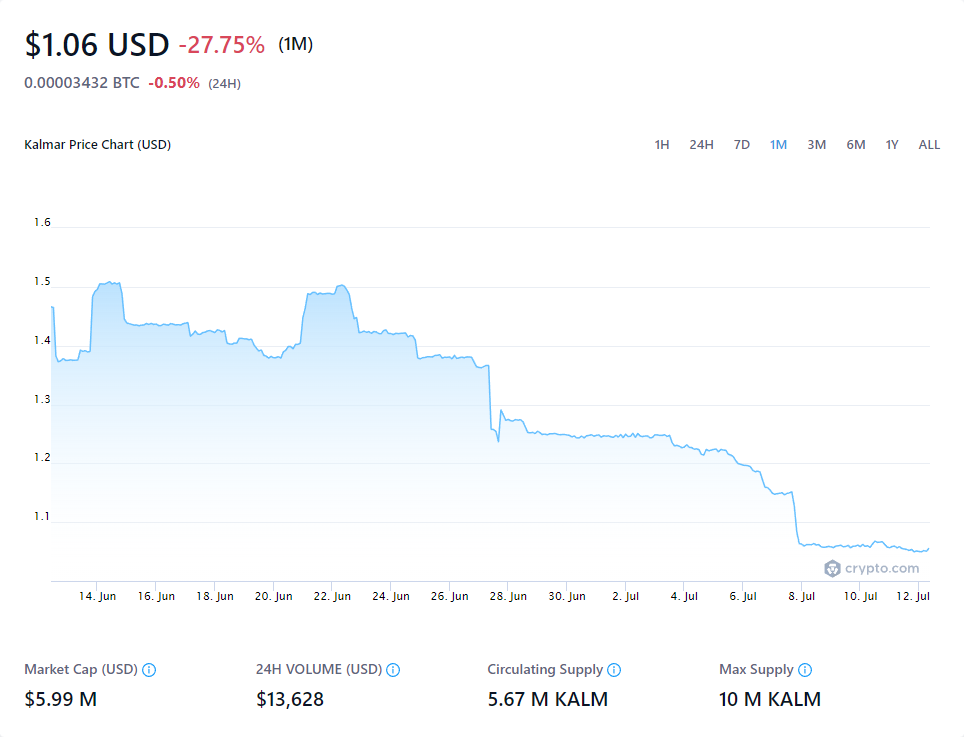 $1.06 USD -27.75% (1M)
0.00003432 BTC -0.50% (24H)
Kalmar Price Chart (USD) 1H 24H 7D 1M 3M 6M 1Y ALL
1.6
1.5
1.4
1.3
1.2
1.1
crypto.com
14. Jun 16. Jun 18. Jun 20. Jun 22. Jun 24. Jun 26. Jun 28. Jun 30. Jun 2. Jul 4. Jul 6. Jul 8. Jul 10. Jul 12. Jul
Market Cap (USD) 24H VOLUME (USD) Circulating Supply Max Supply
$5.99 M $13,628 5.67 M KALM 10 M KALM